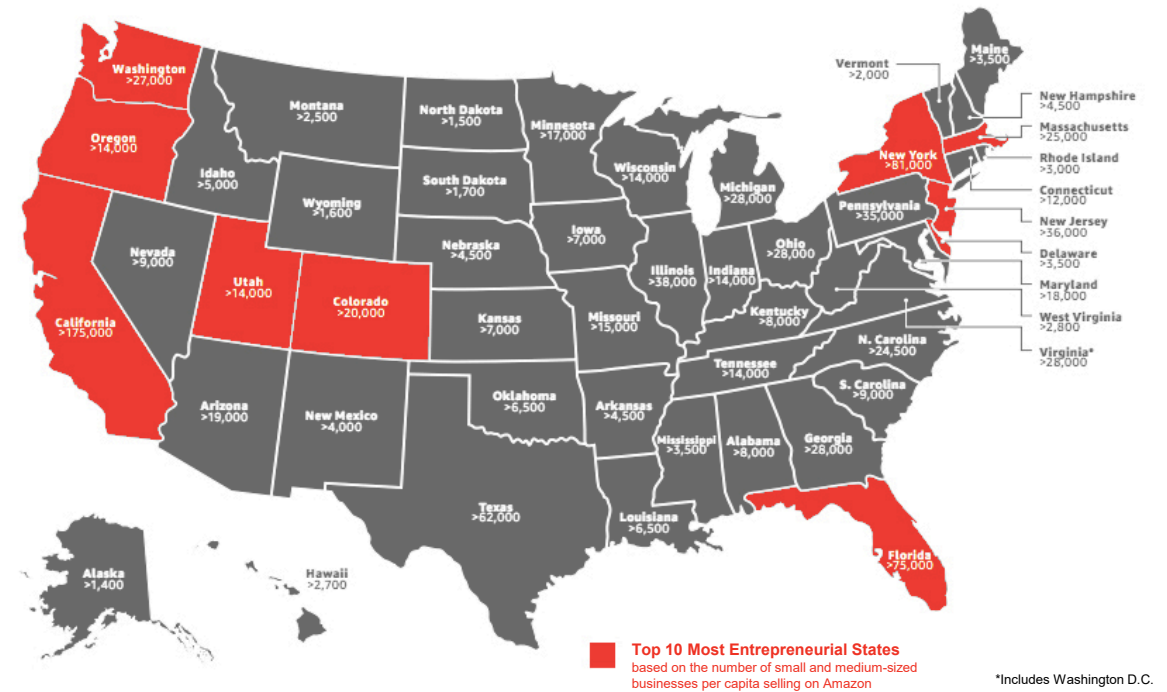 Washington
>27,000
Oregon
>14,000
California
>175,000
Idaho
>5,000
Nevada
>9,000
Utah
>14,000
Arizona
>19,000
Montana
>2,500
Wyoming
>1,600
Colorado
>20,000
New Mexico
>4,000
North Dakota
>1,500
South Dakota
>1,700
Nebraska
>4,500
Kansas
>7,000
Oklahoma
>6,500
Texas
>62,000
Minnesota
>17,000
Iowa
>7,000
Missouri
>15,000
Arkansas
>4,500
Louisiana
>6,500
Wisconsin
>14,000
Illinois
>38,000
Michigan
>28,000
Indiana
>14,000
Ohio
>28,000
Kentucky
>8,000
Tennessee
>14,000
Mississippi
>3,500
Alabama
>8,000
Georgia
>28,000
Florida
>75,000
S. Carolina
>9,000
N. Carolina
>24,500
Pennsylvania
>35,000
New York
>81,000
Vermont
>2,000
Maine
>3,500
New Hampshire
>4,500
Massachusetts
>25,000
Rhode Island
>3,000
Connecticut
>12,000
New Jersey
>36,000
Delaware
>3,500
Maryland
>18,000
West Virginia
>2,800
Virginia*
>28,000
Alaska
>1,400
Hawaii
>2,700
Top 10 Most Entrepreneurial States
based on the number of small and medium-sized
businesses per capita selling on Amazon
*Includes Washington D.C.